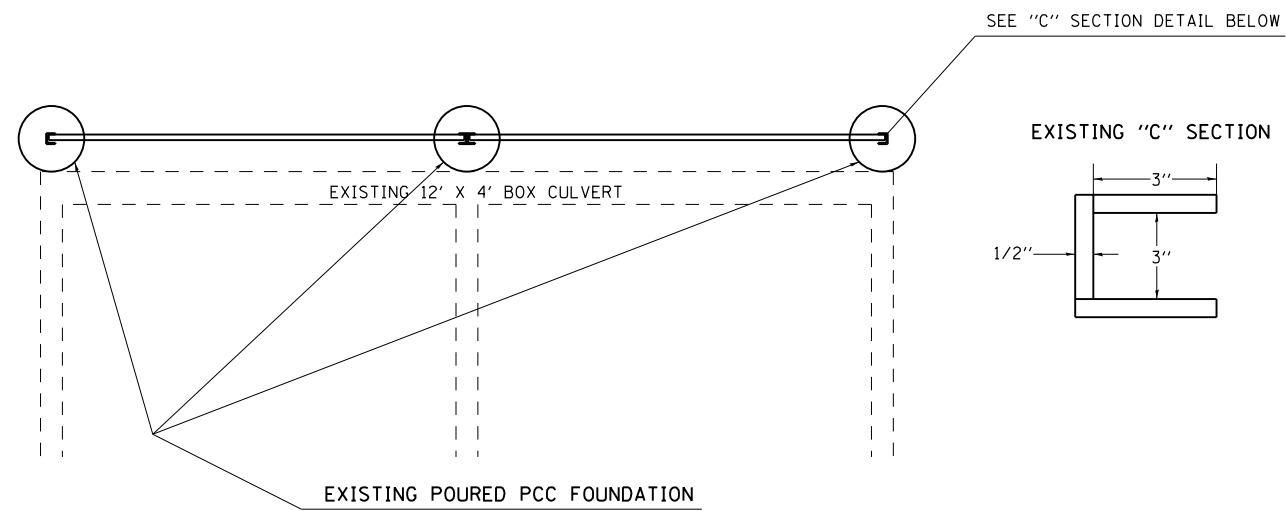 SEE "C" SECTION DETAIL BELOW
EXISTING "C" SECTION
EXISTING 12' X 4' BOX CULVERT
3"
1/2"
3"
EXISTING POURED PCC FOUNDATION